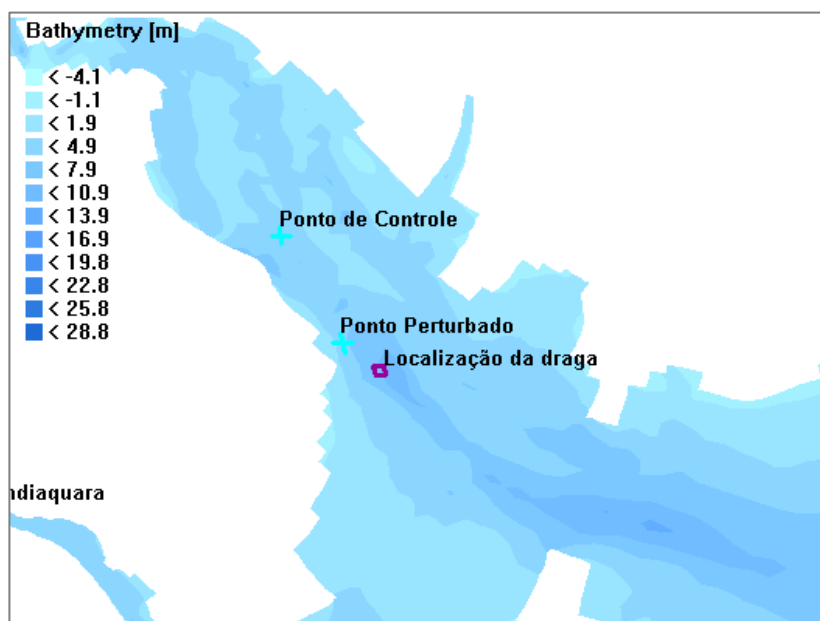 Bathymetry [m]
< -4.1
< -1.1
< 1.9
< 4.9
< 7.9
< 10.9
< 13.9
< 16.9
< 19.8
< 22.8
< 25.8
< 28.8
Ponto de Controle
Ponto Perturbado
Localização da draga
ndiaquara